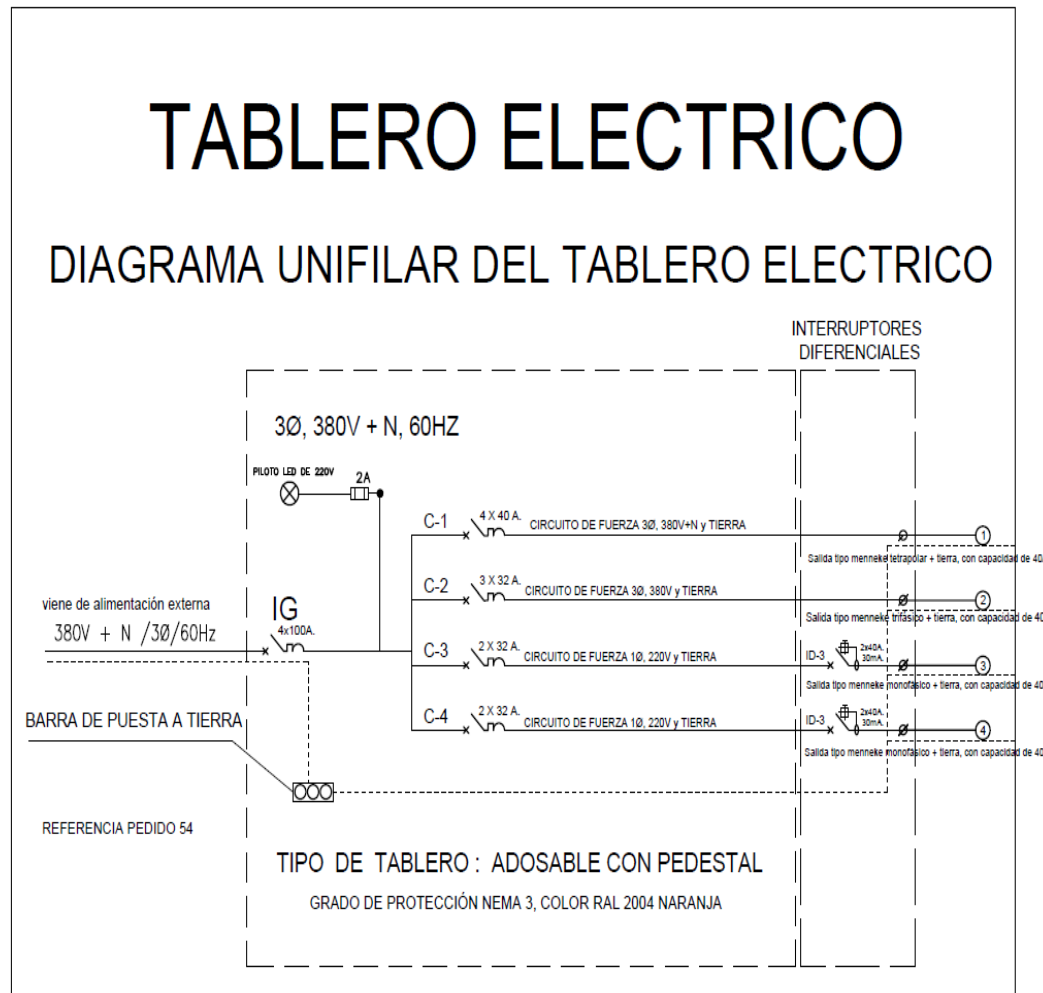 TABLERO ELECTRICO
DIAGRAMA UNIFILAR DEL TABLERO ELECTRICO
INTERRUPTORES
DIFERENCIALES
3Ø, 380V + N, 60HZ
PILOTO LED DE 220V
2A
C-1
4 X 40 A.
CIRCUITO DE FUERZA 3Ø, 380V+N y TIERRA
1
Salida tipo menneke tetrapolar + tierra, con capacidad de 40
C-2
3 X 32 A.
CIRCUITO DE FUERZA 3Ø, 380V y TIERRA
2
Salida tipo menneke trifásico + tierra, con capacidad de 40
viene de alimentación externa
380V + N /3Ø/60Hz
IG
4x100A.
C-3
2 X 32 A.
CIRCUITO DE FUERZA 1Ø, 220V y TIERRA
ID-3
2x40A.
30mA.
3
Salida tipo menneke monofásico + tierra, con capacidad de 40
C-4
2 X 32 A.
CIRCUITO DE FUERZA 1Ø, 220V y TIERRA
ID-3
2x40A.
30mA.
4
Salida tipo menneke monofásico + tierra, con capacidad de 40
BARRA DE PUESTA A TIERRA
REFERENCIA PEDIDO 54
TIPO DE TABLERO : ADOSABLE CON PEDESTAL
GRADO DE PROTECCIÓN NEMA 3, COLOR RAL 2004 NARANJA